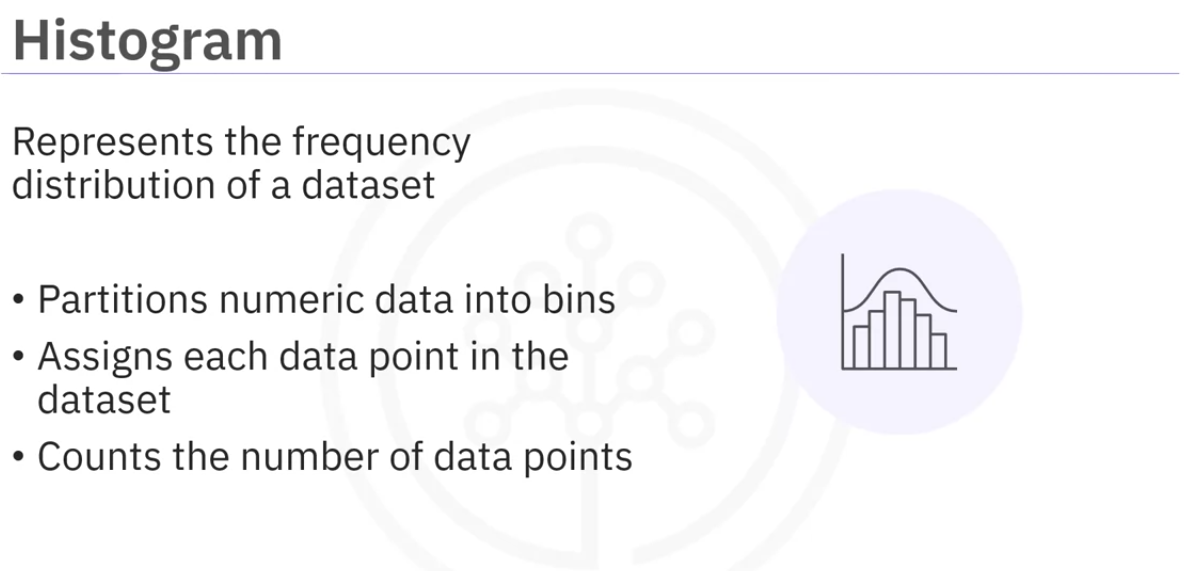 Histogram
Represents the frequency
distribution of a dataset
• Partitions numeric data into bins
• Assigns each data point in the
dataset
• Counts the number of data points